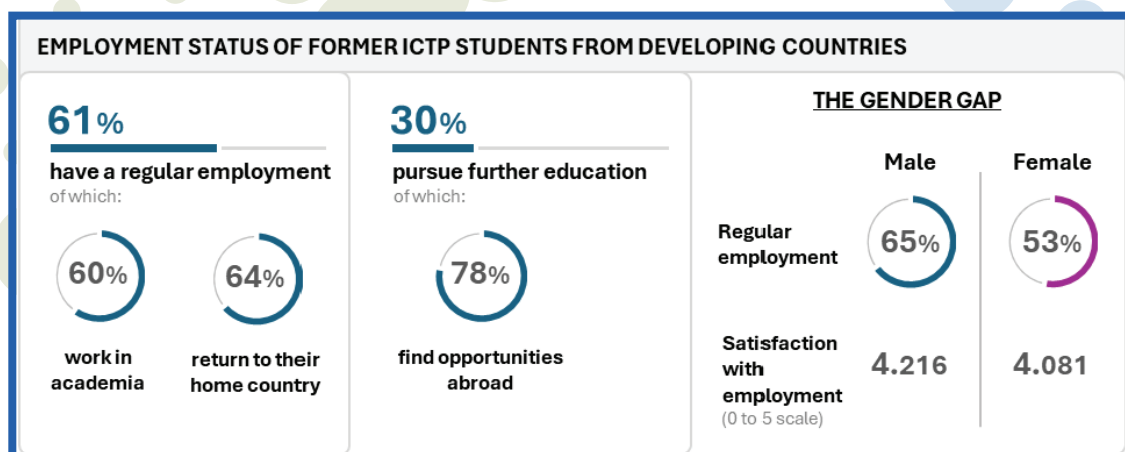 EMPLOYMENT STATUS OF FORMER ICTP STUDENTS FROM DEVELOPING COUNTRIES
61%
have a regular employment
of which:
60%
work in
academia
64%
return to their
home country
30%
pursue further education
of which:
78%
find opportunities
abroad
THE GENDER GAP
Male
Female
Regular
employment
65%
53%
Satisfaction
with
employment
(0 to 5 scale)
4.216
4.081